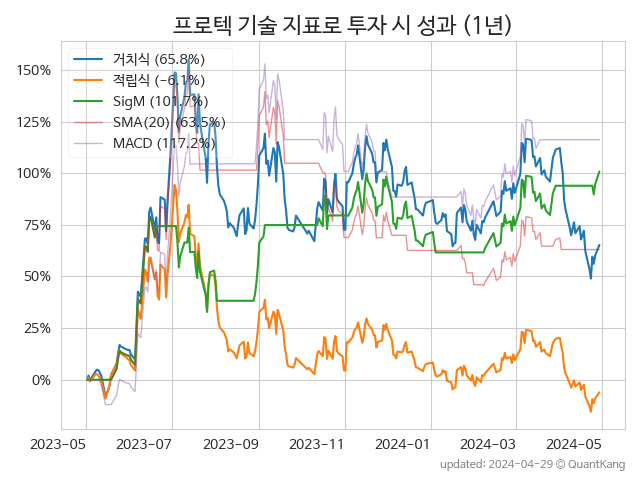 프로텍 기술 지표로 투자 시 성과 (1년)
거치식 (65.8%)
적립식 (−6.1%)
SigM (101.7%)
SMA(20) (63.5%)
MACD (117.2%)
150%
125%
100%
75%
50%
25%
0%
2023-05 2023-07 2023-09 2023-11 2024-01 2024-03 2024-05
updated: 2024-04-29 © QuantKang